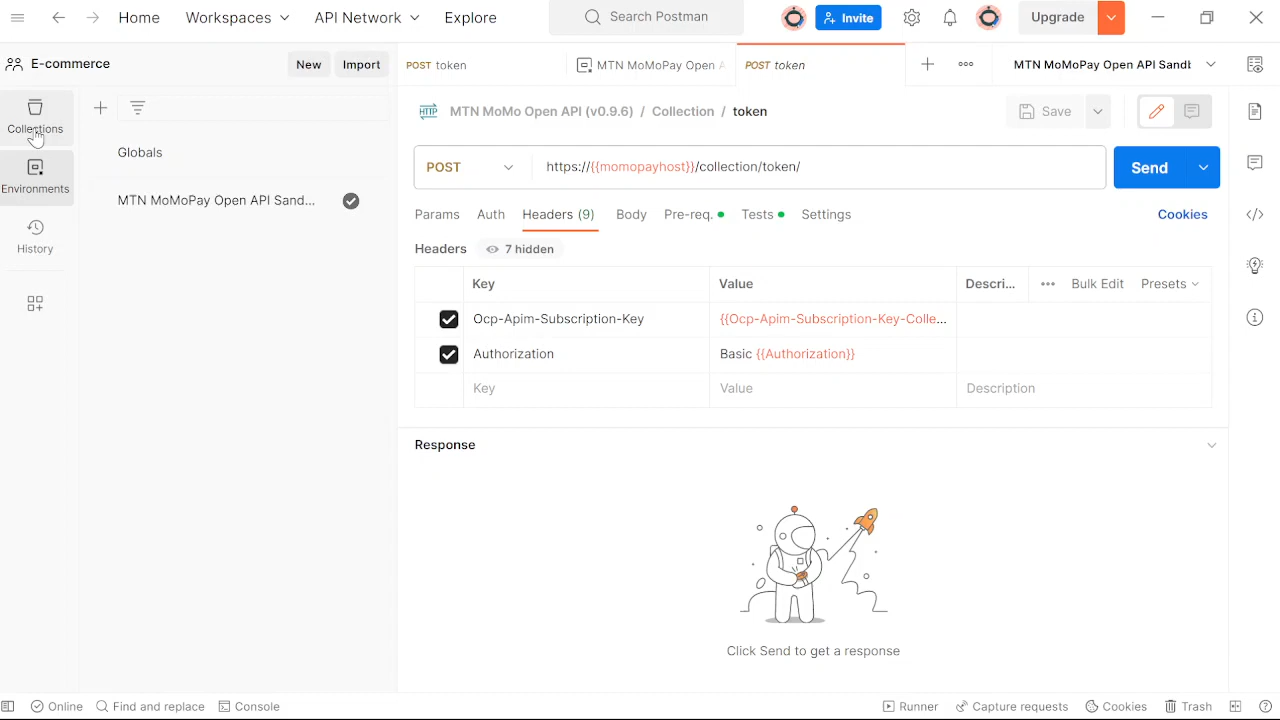 Home Workspaces API Network Explore Search Postman Invite Upgrade
E-commerce New Import POST token MTN MoMoPay Open A POST token MTN MoMoPay Open API Sandb
Collections
Environments
History
Globals
MTN MoMoPay Open API Sand...
HTTP MTN MoMo Open API (v0.9.6) / Collection / token Save
POST https://{{momopayhost}}/collection/token/ Send
Params Auth Headers (9) Body Pre-req. Tests Settings Cookies
Headers 7 hidden
Key Value Descri... Bulk Edit Presets
Ocp-Apim-Subscription-Key {{Ocp-Apim-Subscription-Key-Colle...
Authorization Basic {{Authorization}}
Key Value Description
Response
Click Send to get a response
Online Find and replace Console Runner Capture requests Cookies Trash